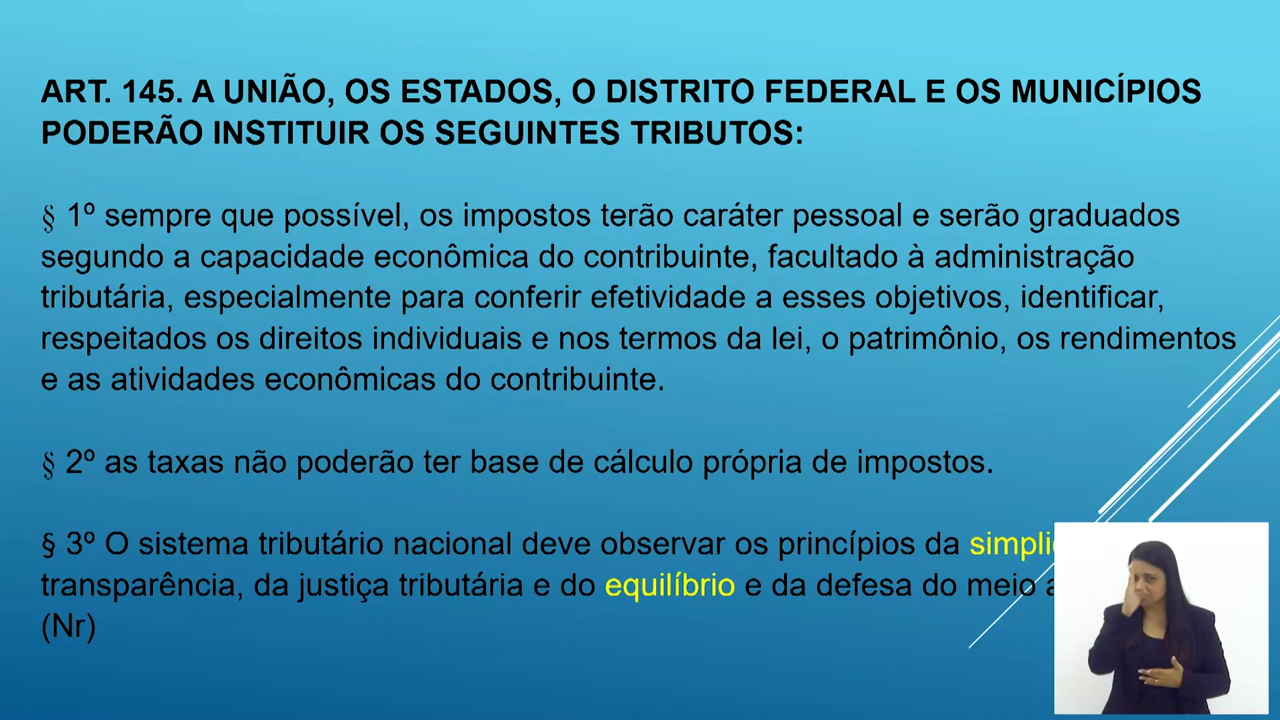 ART. 145. A UNIÃO, OS ESTADOS, O DISTRITO FEDERAL E OS MUNICÍPIOS
PODERÃO INSTITUIR OS SEGUINTES TRIBUTOS:
§ 1º sempre que possível, os impostos terão caráter pessoal e serão graduados
segundo a capacidade econômica do contribuinte, facultado à administração
tributária, especialmente para conferir efetividade a esses objetivos, identificar,
respeitados os direitos individuais e nos termos da lei, o patrimônio, os rendimentos
e as atividades econômicas do contribuinte.
§ 2º as taxas não poderão ter base de cálculo própria de impostos.
§ 3º O sistema tributário nacional deve observar os princípios da
transparência, da justiça tributária e do equilíbrio e da defesa do meio
(Nr)